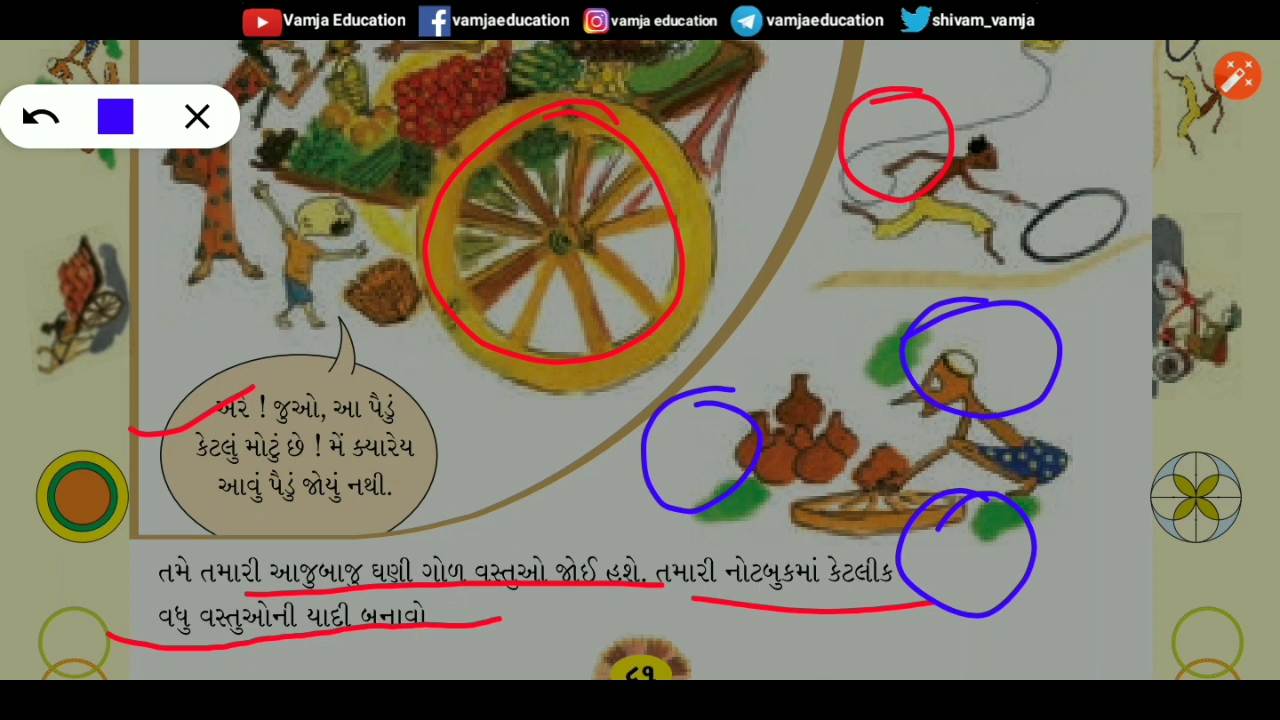 Vamja Education vamjaeducation vamja education vamjaeducation shivam_vamja
અરે ! જુઓ, આ પૈડું
કેટલું મોટું છે ! મેં ક્યારેય
આવું પૈડું જોયું નથી.
તમે તમારી આજુબાજુ ઘણી ગોળ વસ્તુઓ જોઈ હશે. તમારી નોટબુકમાં કેટલીક
વધુ વસ્તુઓની યાદી બનાવો.